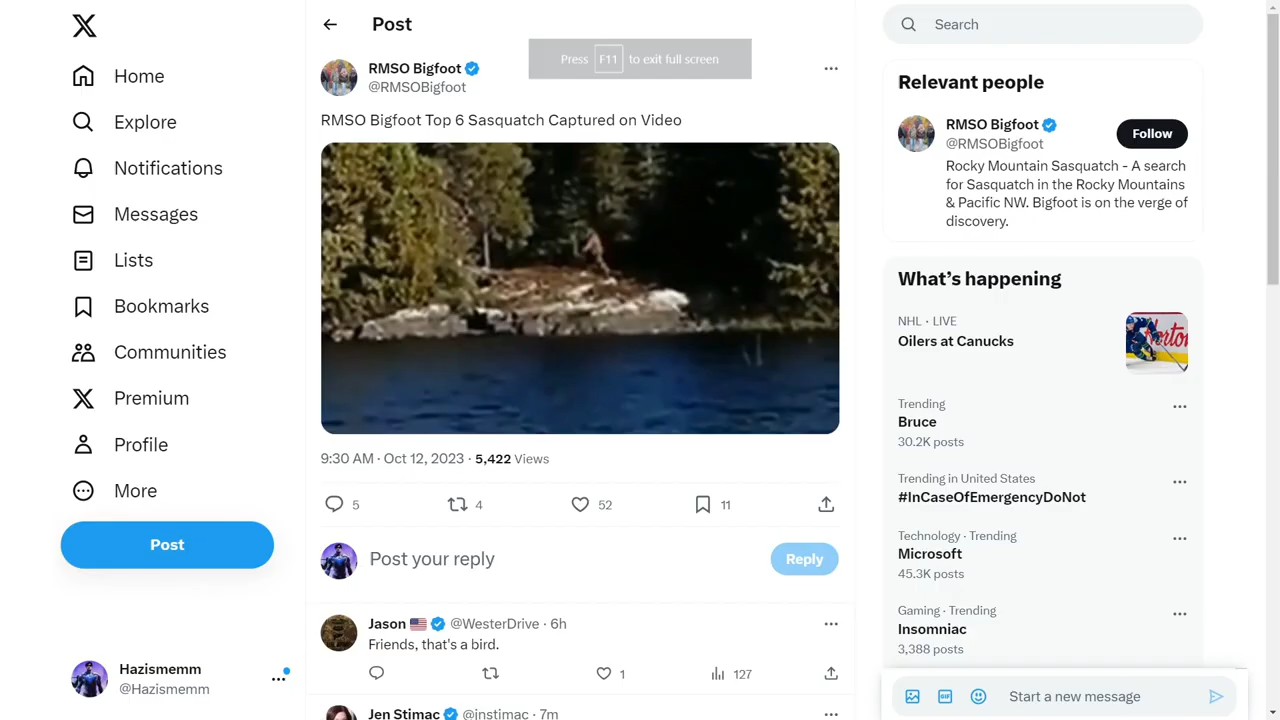 Home
Explore
Notifications
Messages
Lists
Bookmarks
Communities
Premium
Profile
More
Post
Hazismemm
@Hazismemm
Post
Press F11 to exit full screen
RMSO Bigfoot
@RMSOBigfoot
RMSO Bigfoot Top 6 Sasquatch Captured on Video
9:30 AM · Oct 12, 2023 · 5,422 Views
5 4 52 11
Post your reply
Reply
Jason @WesterDrive · 6h
Friends, that's a bird.
1 127
Jen Stimac @jnstimac · 7m
Search
Relevant people
RMSO Bigfoot
@RMSOBigfoot
Follow
Rocky Mountain Sasquatch - A search
for Sasquatch in the Rocky Mountains
& Pacific NW. Bigfoot is on the verge of
discovery.
What’s happening
NHL · LIVE
Oilers at Canucks
Trending
Bruce
30.2K posts
Trending in United States
#InCaseOfEmergencyDoNot
Technology · Trending
Microsoft
45.3K posts
Gaming · Trending
Insomniac
3,388 posts
GIF
Start a new message